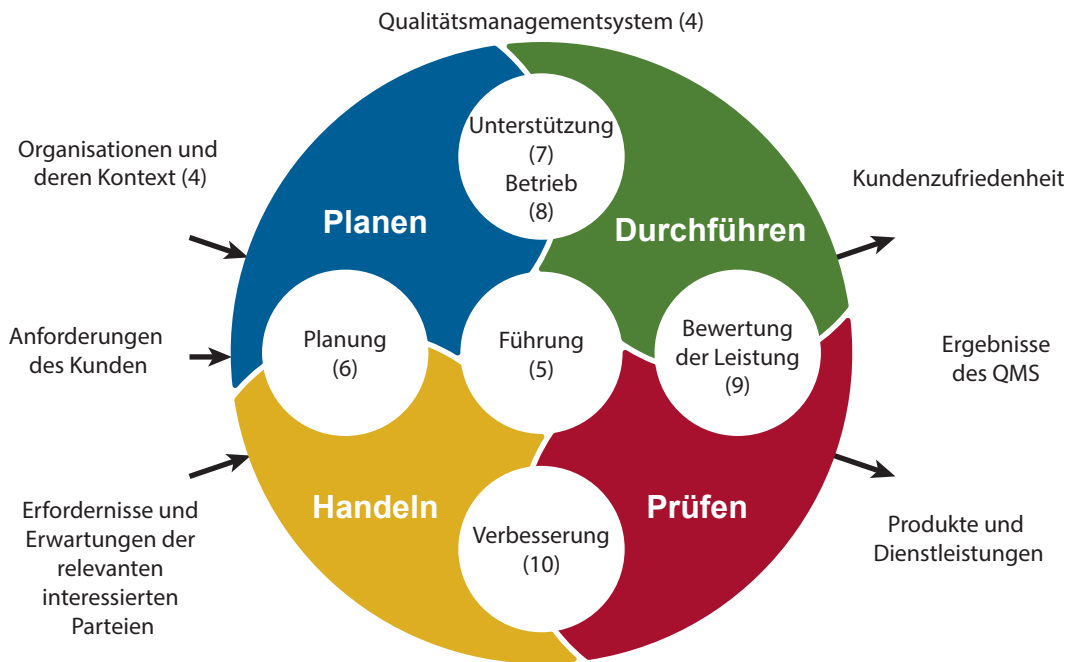 Qualitätsmanagementsystem (4)
Organisationen und
deren Kontext (4)
Anforderungen
des Kunden
Erfordernisse und
Erwartungen der
relevanten
interessierten
Parteien
Planen
Unterstützung
(7)
Betrieb
(8)
Durchführen
Planung
(6)
Führung
(5)
Bewertung
der Leistung
(9)
Handeln
Verbesserung
(10)
Prüfen
Kundenzufriedenheit
Ergebnisse
des QMS
Produkte und
Dienstleistungen